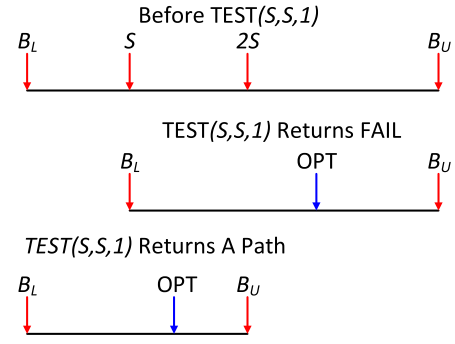 Before TEST(S,S,1)
B_L S 2S B_U
TEST(S,S,1) Returns FAIL
B_L OPT B_U
TEST(S,S,1) Returns A Path
B_L OPT B_U